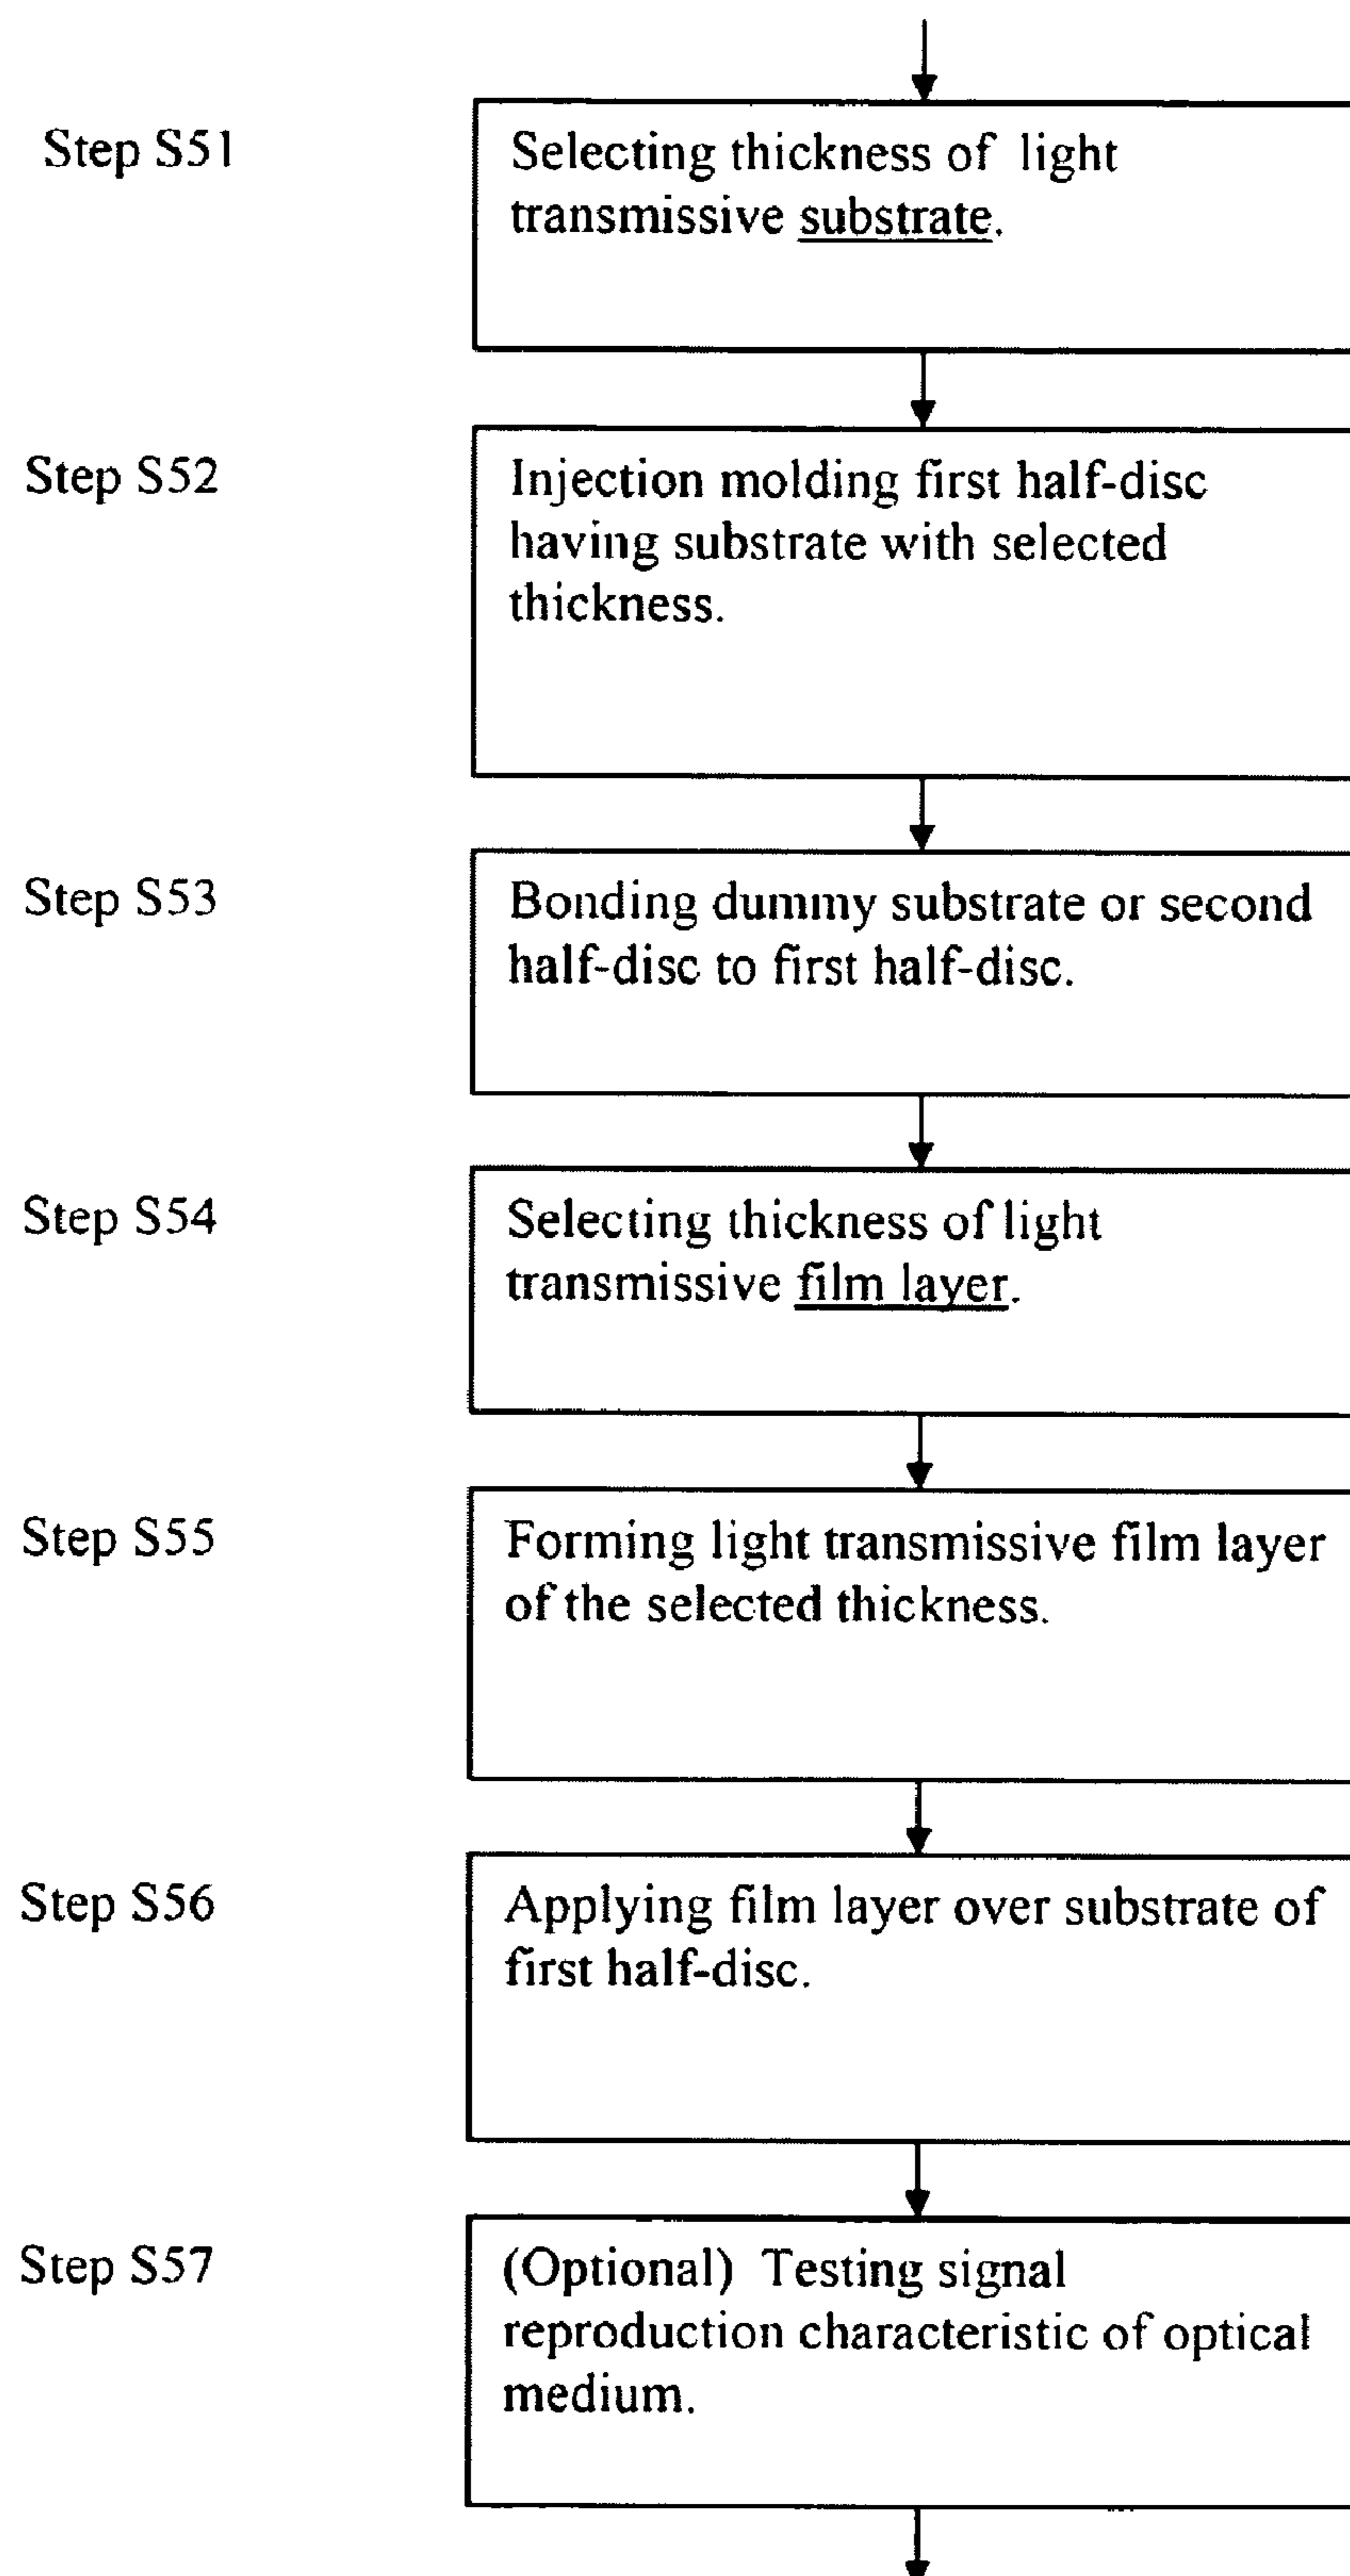 Step S51
Selecting thickness of light
transmissive substrate.
Step S52
Injection molding first half-disc
having substrate with selected
thickness.
Step S53
Bonding dummy substrate or second
half-disc to first half-disc.
Step S54
Selecting thickness of light
transmissive film layer.
Step S55
Forming light transmissive film layer
of the selected thickness.
Step S56
Applying film layer over substrate of
first half-disc.
Step S57
(Optional) Testing signal
reproduction characteristic of optical
medium.